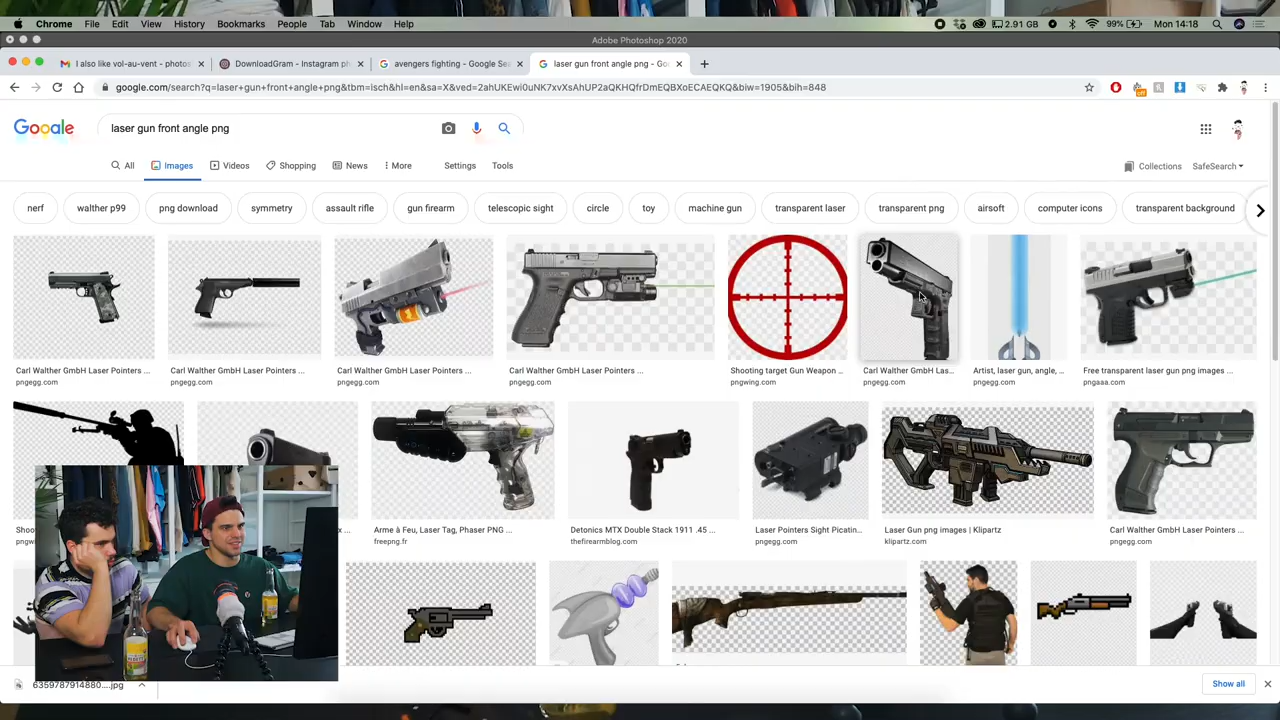 Chrome File Edit View History Bookmarks People Tab Window Help 2.91 GB 99% Mon 14:18
Adobe Photoshop 2020
I also like vol-au-vent - photos DownloadGram - Instagram ph avengers fighting - Google Sea laser gun front angle png - Go
google.com/search?q=laser+gun+front+angle+png&tbm=isch&hl=en&sa=X&ved=2ahUKEwi0uNK7xvXsAhUP2aQKHQfrDmEQBXoECAEQKQ&biw=1905&bih=848
Google laser gun front angle png
All Images Videos Shopping News More Settings Tools Collections SafeSearch
nerf walther p99 png download symmetry assault rifle gun firearm telescopic sight circle toy machine gun transparent laser transparent png airsoft computer icons transparent background
Carl Walther GmbH Laser Pointers ... Carl Walther GmbH Laser Pointers ... Carl Walther GmbH Laser Pointers ... Carl Walther GmbH Laser Pointers ... Shooting target Gun Weapon ... Carl Walther GmbH Las... Artist, laser gun, angle, ... Free transparent laser gun png images ...
pngegg.com pngegg.com pngegg.com pngegg.com pngwing.com pngegg.com pngegg.com pngaaa.com
Arme à Feu, Laser Tag, Phaser PNG ... Detonics MTX Double Stack 1911 .45 ... Laser Pointers Sight Picatin... Laser Gun png images | Klipartz Carl Walther GmbH Laser Pointers ...
freepng.fr thefirearmblog.com pngegg.com klipartz.com pngegg.com
6359787914880....jpg Show all